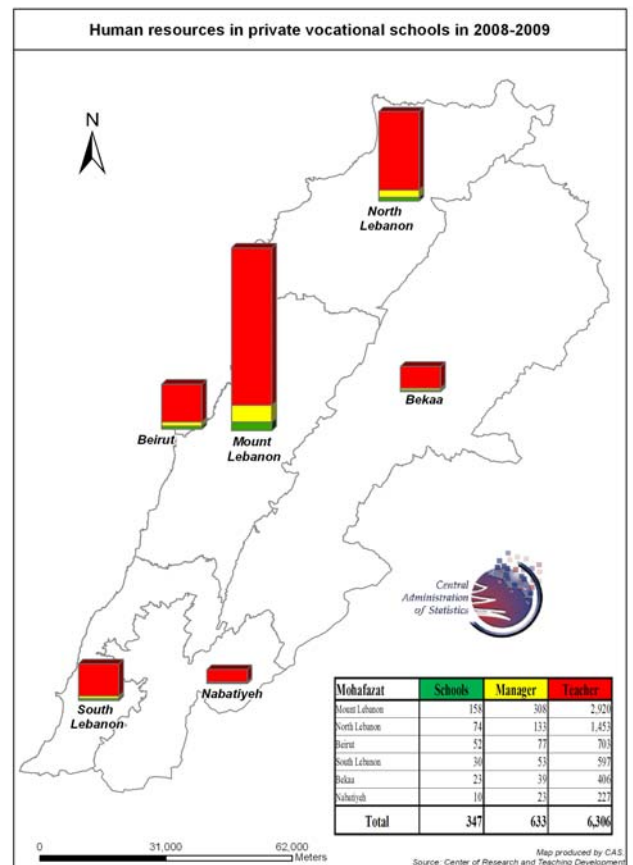 Human resources in private vocational schools in 2008-2009
N
North
Lebanon
Bekaa
Beirut
Mount
Lebanon
Central
Administration
of Statistics
Nabatiyeh
South
Lebanon
Mohafazat Schools Manager Teacher
Mount Lebanon 158 308 2,920
North Lebanon 74 133 1,453
Beirut 52 77 703
South Lebanon 30 53 597
Bekaa 23 39 406
Nabatiyeh 10 23 227
Total 347 633 6,306
0 31,000 62,000
Meters
Map produced by CAS.
Source: Center of Research and Teaching Development